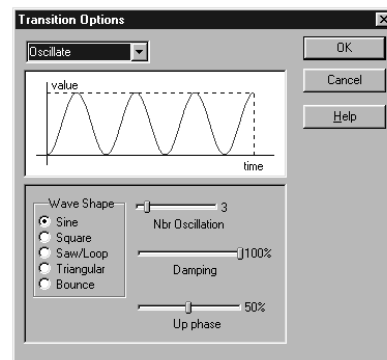 Transition Options
Oscillate
OK
Cancel
Help
value
time
Wave Shape
Sine
Square
Saw/Loop
Triangular
Bounce
3
Nbr Oscillation
100%
Damping
50%
Up phase